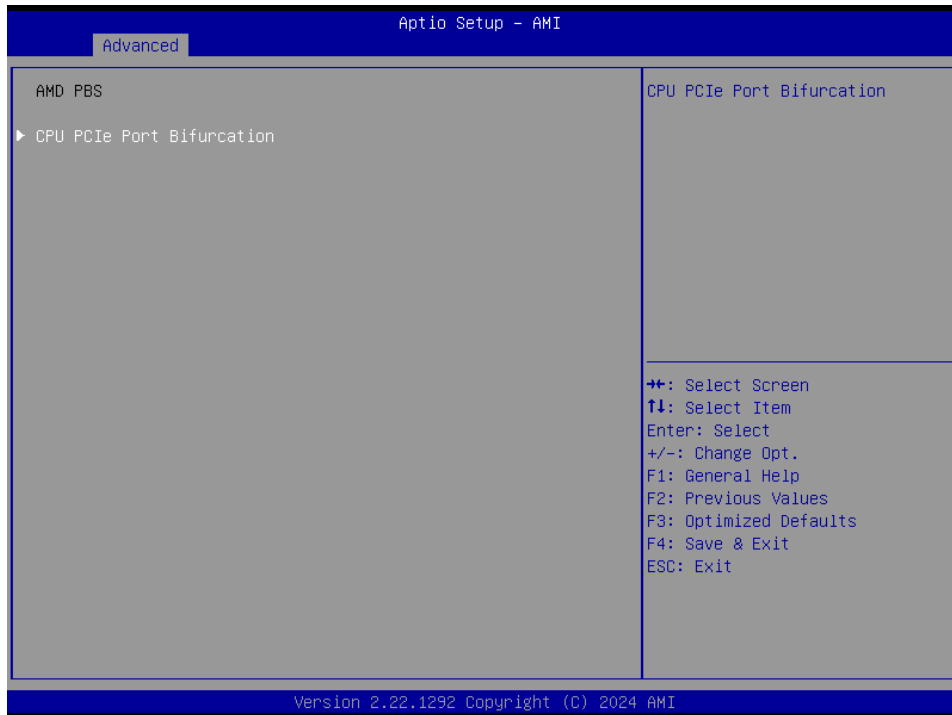 Aptio Setup – AMI
Advanced
AMD PBS
CPU PCIe Port Bifurcation
CPU PCIe Port Bifurcation
→←: Select Screen
↑↓: Select Item
Enter: Select
+/-: Change Opt.
F1: General Help
F2: Previous Values
F3: Optimized Defaults
F4: Save & Exit
ESC: Exit
Version 2.22.1292 Copyright (C) 2024 AMI